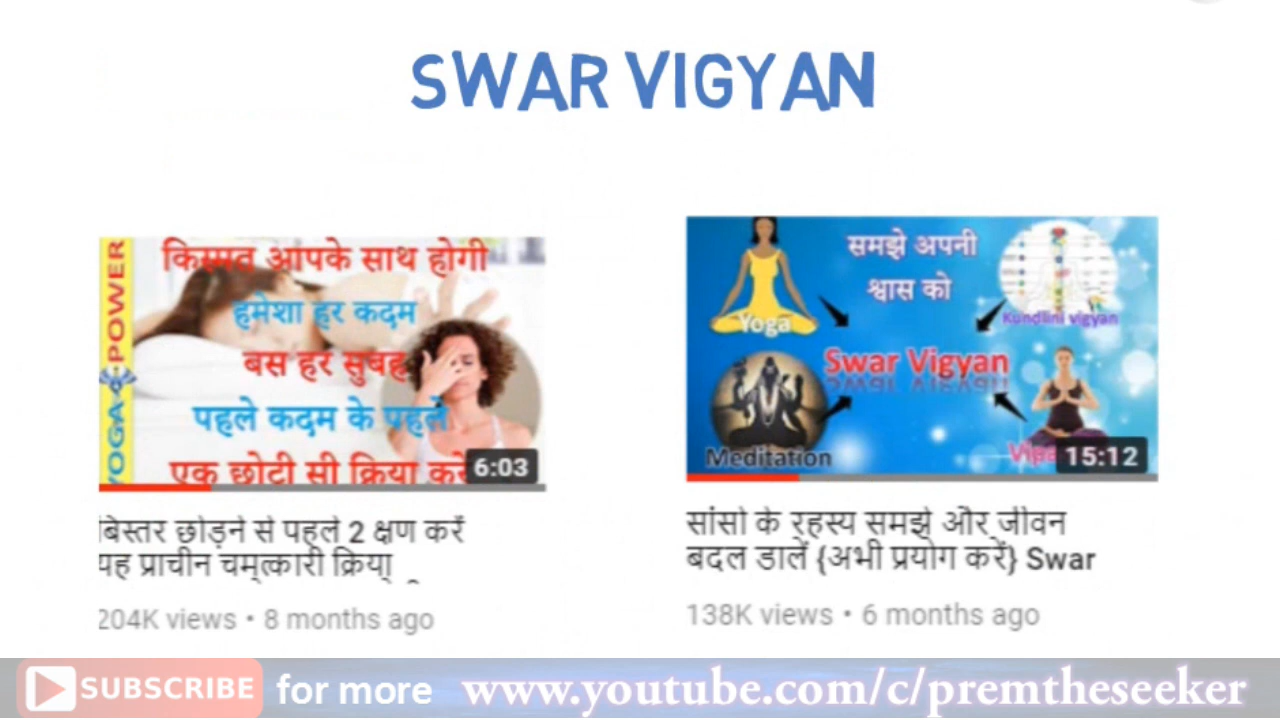 SWAR VIGYAN
YOGA 4 POWER
किस्मत आपके साथ होगी
हमेशा हर कदम
बस हर सुबह
पहले कदम के पहले
एक छोटी सी क्रिया करें
6:03
बिस्तर छोड़ने से पहले 2 क्षण करें
यह प्राचीन चमत्कारी क्रिया
204K views • 8 months ago
समझे अपनी
श्वास को
Yoga
Kundlini vigyan
Swar Vigyan
Meditation
15:12
सांसो के रहस्य समझे और जीवन
बदल डालें {अभी प्रयोग करें} Swar
138K views • 6 months ago
SUBSCRIBE for more www.youtube.com/c/premtheseeker